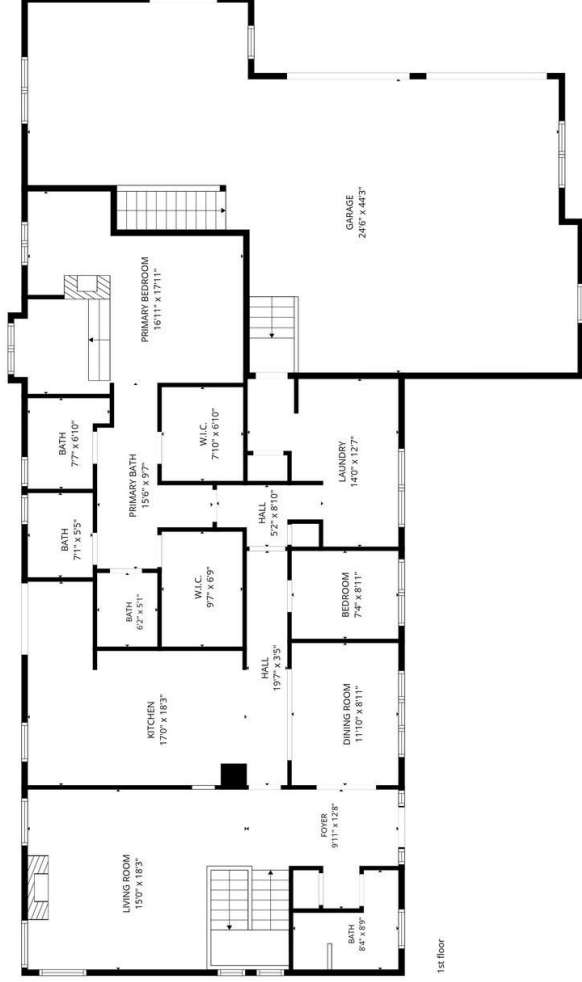 GARAGE
24'6" x 44'3"
PRIMARY BEDROOM
16'11" x 17'11"
BATH
7'7" x 6'10"
W.I.C.
7'10" x 6'10"
LAUNDRY
14'0" x 12'7"
PRIMARY BATH
15'6" x 9'7"
BATH
7'1" x 5'5"
HALL
5'2" x 8'10"
BATH
6'2" x 5'1"
W.I.C.
9'7" x 6'9"
BEDROOM
7'4" x 8'11"
KITCHEN
17'0" x 18'3"
HALL
19'7" x 3'5"
DINING ROOM
11'10" x 8'11"
LIVING ROOM
15'0" x 18'3"
FOYER
9'11" x 12'8"
BATH
8'4" x 8'9"
1st floor